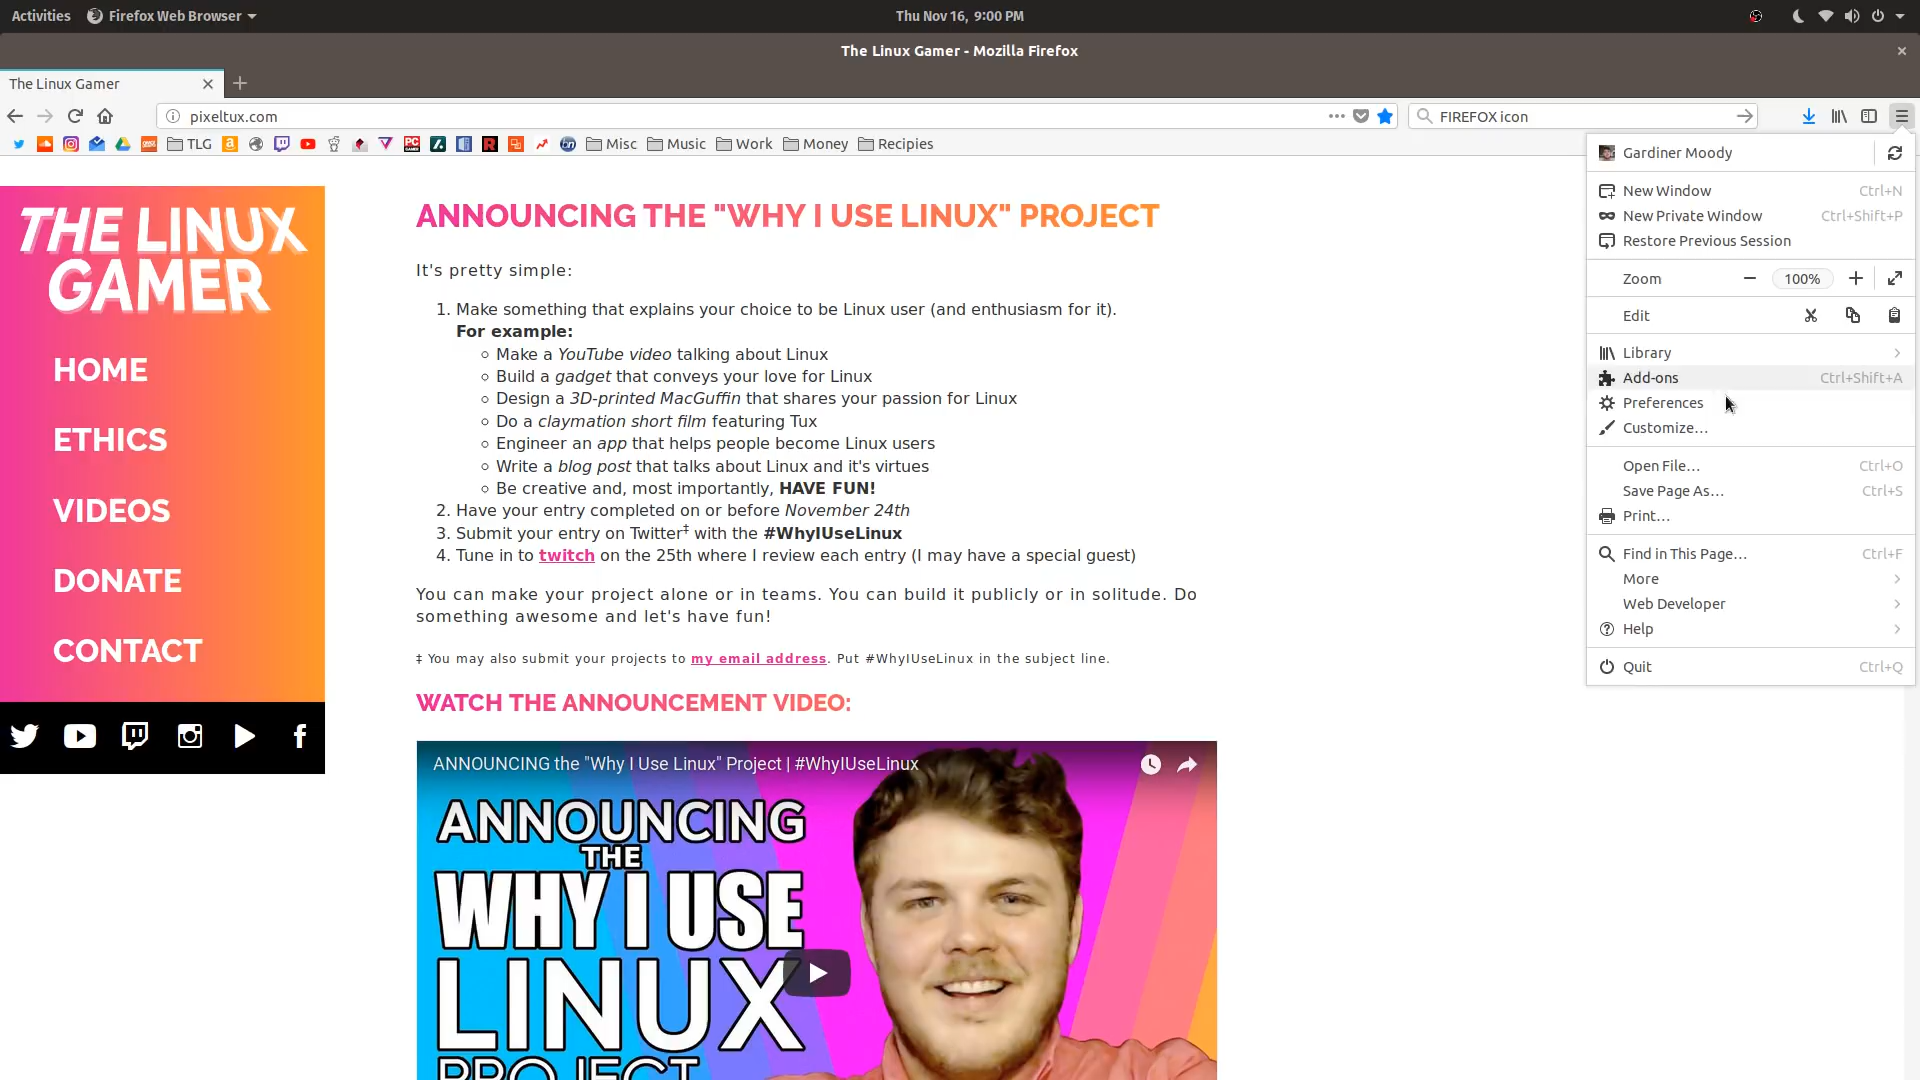 Activities
Firefox Web Browser
Thu Nov 16, 9:00 PM
The Linux Gamer - Mozilla Firefox
The Linux Gamer
pixeltux.com
FIREFOX icon
TLG
Misc
Music
Work
Money
Recipies
THE LINUX
GAMER
HOME
ETHICS
VIDEOS
DONATE
CONTACT
ANNOUNCING THE "WHY I USE LINUX" PROJECT
It's pretty simple:
1. Make something that explains your choice to be Linux user (and enthusiasm for it).
For example:
Make a YouTube video talking about Linux
Build a gadget that conveys your love for Linux
Design a 3D-printed MacGuffin that shares your passion for Linux
Do a claymation short film featuring Tux
Engineer an app that helps people become Linux users
Write a blog post that talks about Linux and it's virtues
Be creative and, most importantly, HAVE FUN!
2. Have your entry completed on or before November 24th
3. Submit your entry on Twitter‡ with the #WhyIUseLinux
4. Tune in to twitch on the 25th where I review each entry (I may have a special guest)
You can make your project alone or in teams. You can build it publicly or in solitude. Do
something awesome and let's have fun!
‡ You may also submit your projects to my email address. Put #WhyIUseLinux in the subject line.
WATCH THE ANNOUNCEMENT VIDEO:
ANNOUNCING the "Why I Use Linux" Project | #WhyIUseLinux
ANNOUNCING
THE
WHY I USE
LINUX
PROJECT
Gardiner Moody
New Window Ctrl+N
New Private Window Ctrl+Shift+P
Restore Previous Session
Zoom 100%
Edit
Library
Add-ons Ctrl+Shift+A
Preferences
Customize…
Open File… Ctrl+O
Save Page As… Ctrl+S
Print…
Find in This Page… Ctrl+F
More
Web Developer
Help
Quit Ctrl+Q